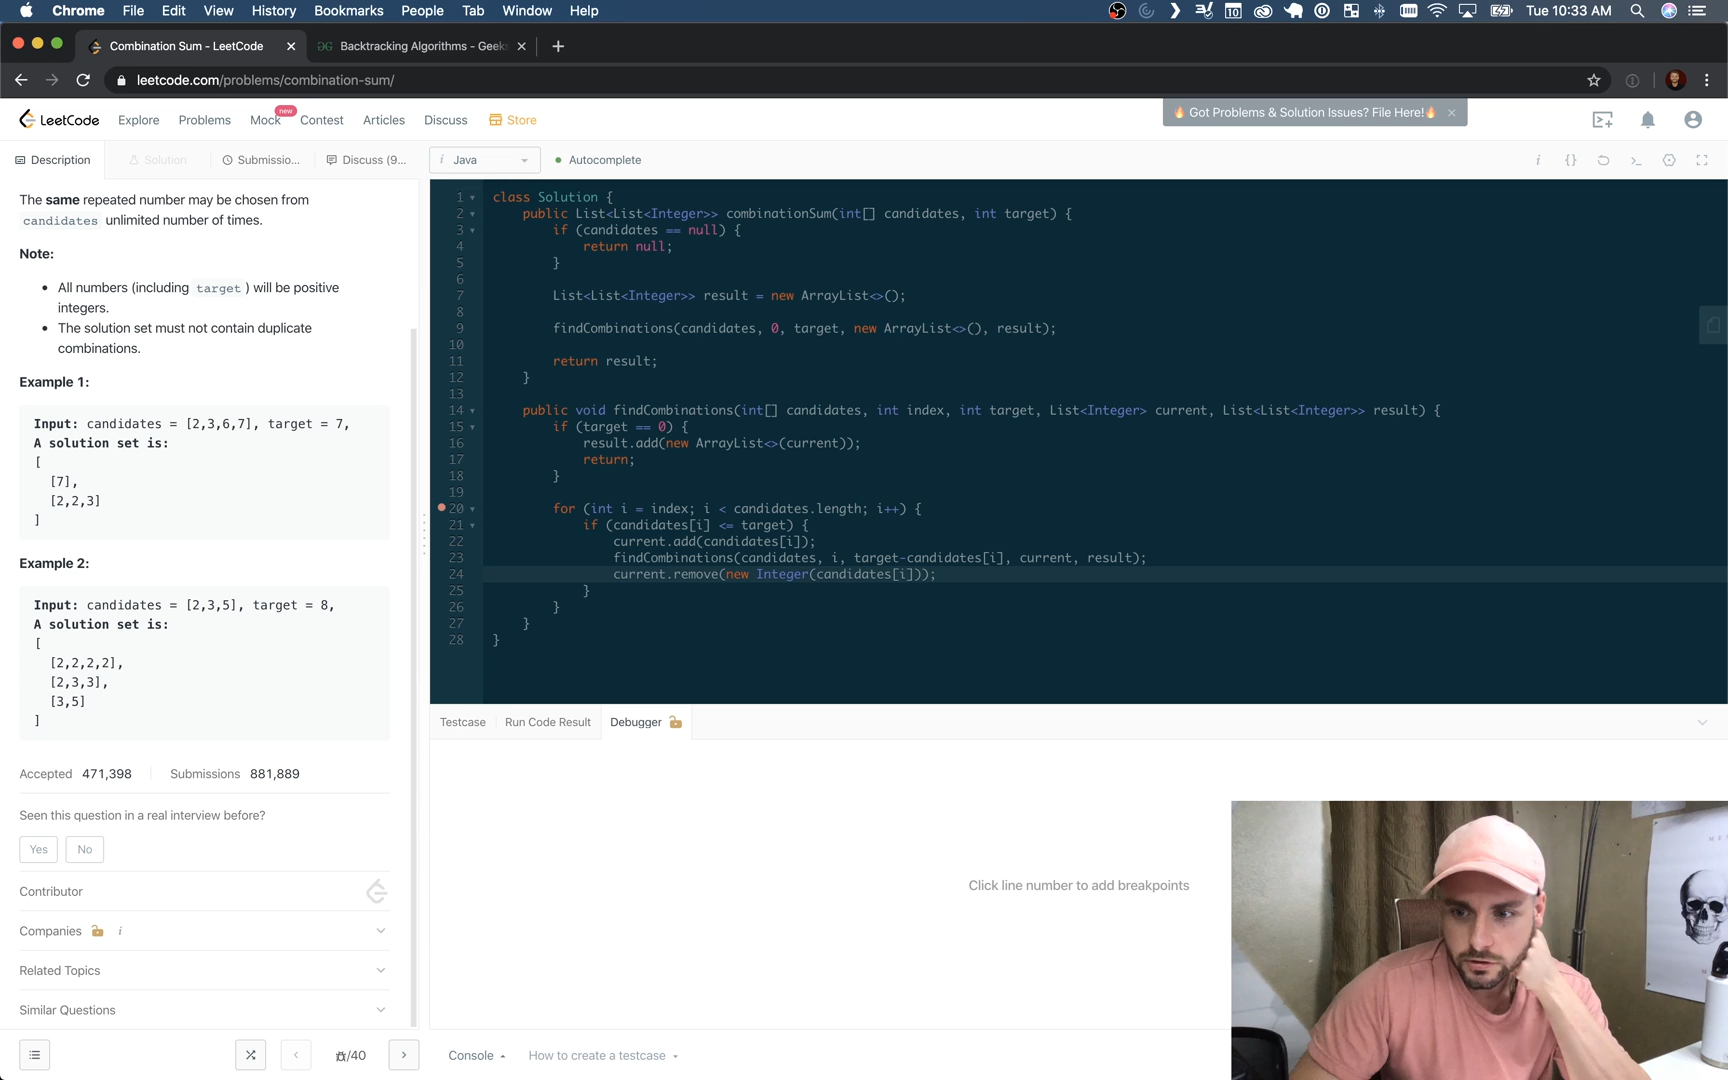 Chrome File Edit View History Bookmarks People Tab Window Help
Tue 10:33 AM
Combination Sum - LeetCode
Backtracking Algorithms - Geeks
leetcode.com/problems/combination-sum/
LeetCode
Explore
Problems
Mock
new
Contest
Articles
Discuss
Store
🔥 Got Problems & Solution Issues? File Here!🔥
Description
Solution
Submissio...
Discuss (9...
Java
Autocomplete
The same repeated number may be chosen from
candidates unlimited number of times.
Note:
• All numbers (including target ) will be positive
integers.
• The solution set must not contain duplicate
combinations.
Example 1:
Input: candidates = [2,3,6,7], target = 7,
A solution set is:
[
[7],
[2,2,3]
]
Example 2:
Input: candidates = [2,3,5], target = 8,
A solution set is:
[
[2,2,2,2],
[2,3,3],
[3,5]
]
Accepted 471,398
Submissions 881,889
Seen this question in a real interview before?
Yes
No
Contributor
Companies i
Related Topics
Similar Questions
/40
1 class Solution {
2 public List<List<Integer>> combinationSum(int[] candidates, int target) {
3 if (candidates == null) {
4 return null;
5 }
6
7 List<List<Integer>> result = new ArrayList<>();
8
9 findCombinations(candidates, 0, target, new ArrayList<>(), result);
10
11 return result;
12 }
13
14 public void findCombinations(int[] candidates, int index, int target, List<Integer> current, List<List<Integer>> result) {
15 if (target == 0) {
16 result.add(new ArrayList<>(current));
17 return;
18 }
19
20 for (int i = index; i < candidates.length; i++) {
21 if (candidates[i] <= target) {
22 current.add(candidates[i]);
23 findCombinations(candidates, i, target-candidates[i], current, result);
24 current.remove(new Integer(candidates[i]));
25 }
26 }
27 }
28 }
Testcase
Run Code Result
Debugger
Click line number to add breakpoints
Console
How to create a testcase